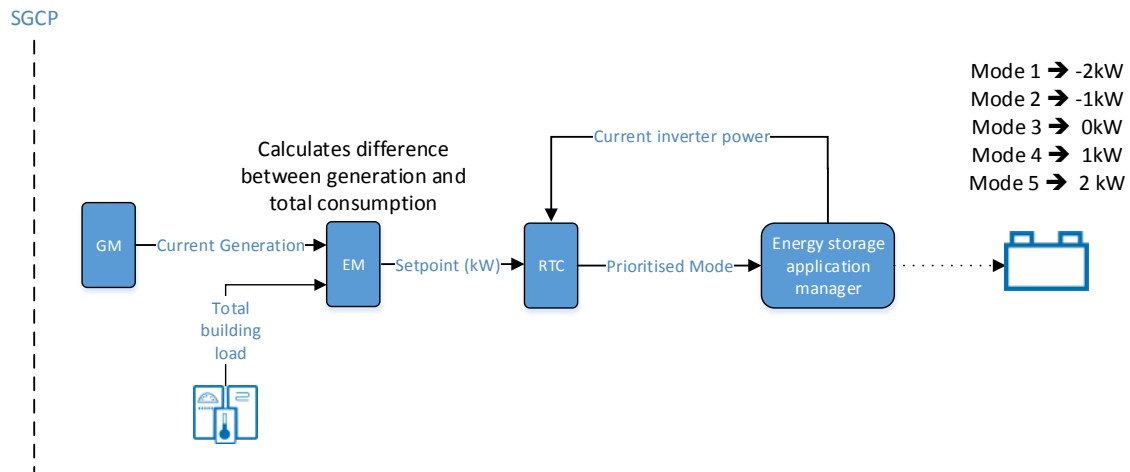 SGCP
Mode 1 ➔ -2kW
Mode 2 ➔ -1kW
Mode 3 ➔ 0kW
Mode 4 ➔ 1kW
Mode 5 ➔ 2 kW
Current inverter power
Calculates difference
between generation and
total consumption
GM
Current Generation
EM
Setpoint (kW)
RTC
Prioritised Mode
Energy storage
application
manager
Total
building
load